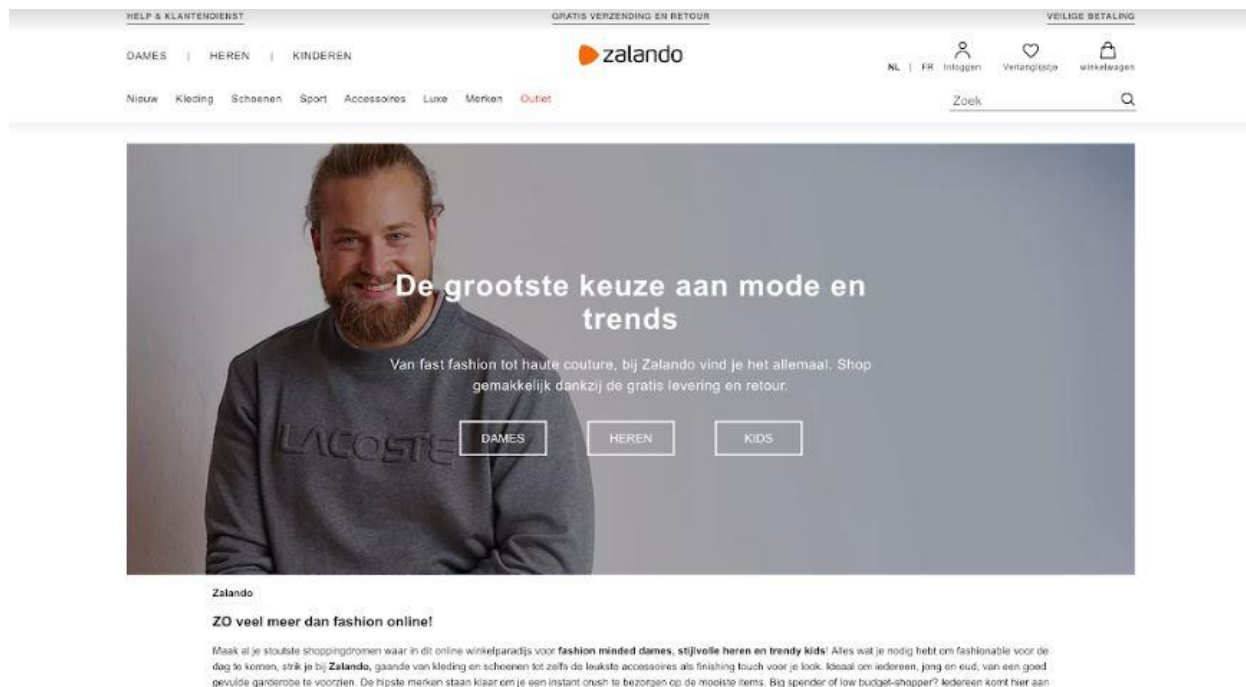 HELP & KLANTENDIENST
GRATIS VERZENDING EN RETOUR
VEILIGE BETALING
DAMES | HEREN | KINDEREN
zalando
NL | FR Inloggen Verlanglijstje winkelwagen
Nieuw Kleding Schoenen Sport Accessoires Luxe Merken Outlet
Zoek
De grootste keuze aan mode en
trends
Van fast fashion tot haute couture, bij Zalando vind je het allemaal. Shop
gemakkelijk dankzij de gratis levering en retour.
LACOSTE
DAMES HEREN KIDS
Zalando
ZO veel meer dan fashion online!
Maak al je stoutste shoppingdromen waar in dit online winkelparadijs voor fashion minded dames, stijlvolle heren en trendy kids! Alles wat je nodig hebt om fashionable voor de
dag te komen, strik je bij Zalando, gaande van kleding en schoenen tot zelfs de leukste accessoires als finishing touch voor je look. Ideaal om iedereen, jong en oud, van een goed
gevulde garderobe te voorzien. De hipste merken staan klaar om je een instant crush te bezorgen op de mooiste items. Big spender of low budget-shopper? Iedereen komt hier aan